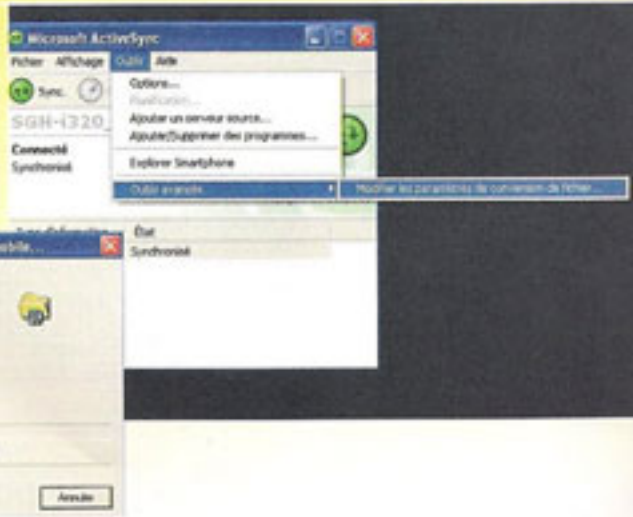 Microsoft ActiveSync
Fichier Affichage Outils Aide
Sync.
Options...
Planification...
Ajouter un serveur source...
Ajouter/Supprimer des programmes...
Explorer Smartphone
Outils avancés
Modifier les paramètres de conversion de fichier...
SGH-i320_
Connecté
Synchronisé
État
Synchronisé
Annuler